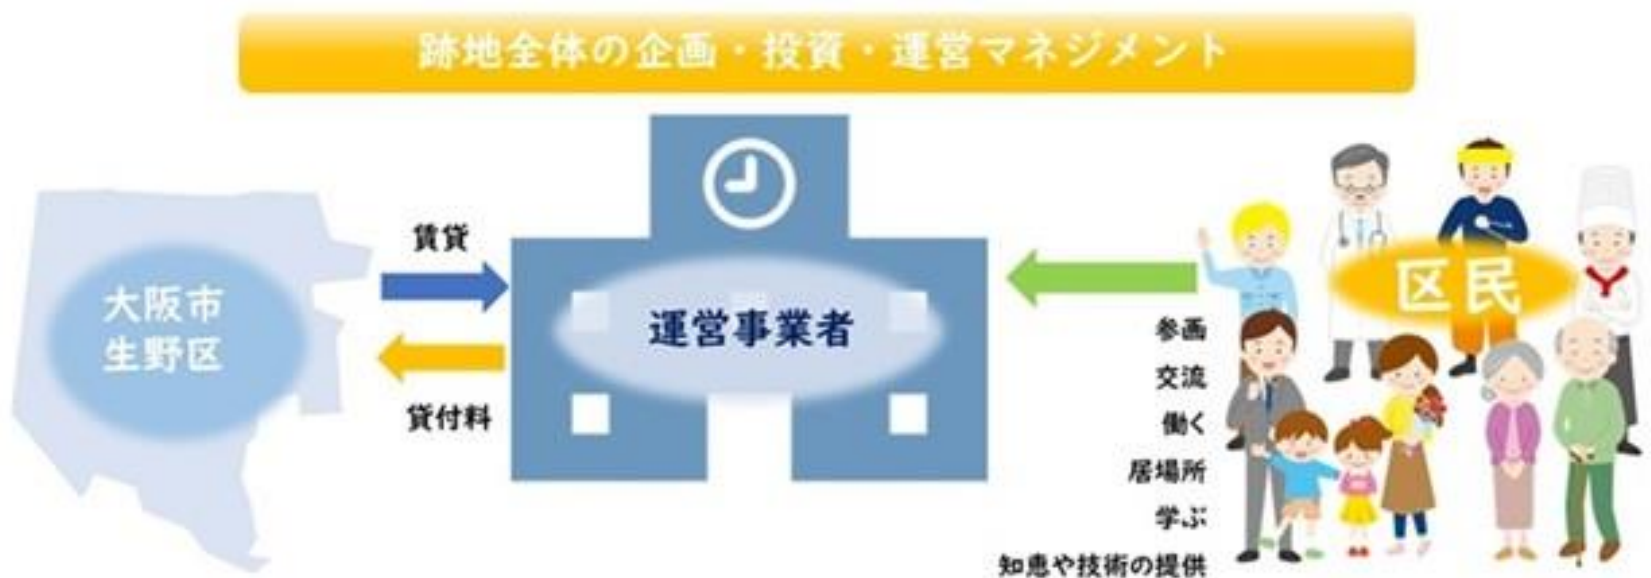 跡地全体の企画・投資・運営マネジメント
大阪市
生野区
賃貸
貸付料
運営事業者
区民
参画
交流
働く
居場所
学ぶ
知恵や技術の提供